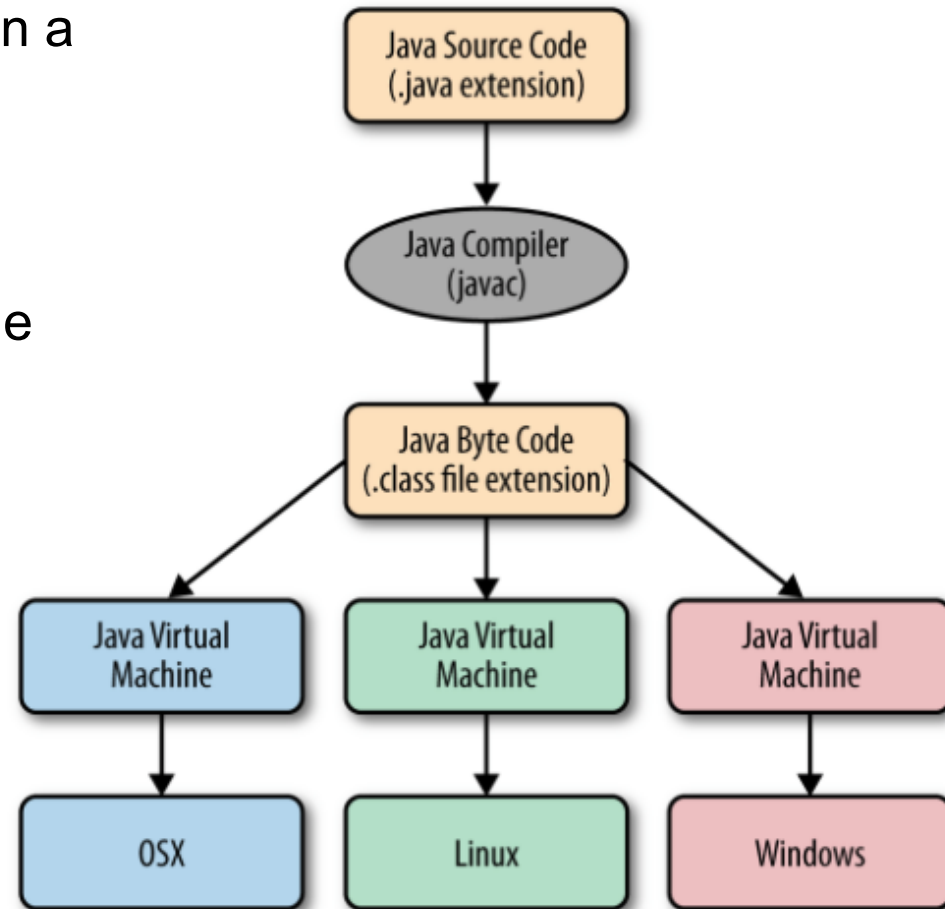 n a
Java Source Code
(.java extension)
Java Compiler
(javac)
e
Java Byte Code
(.class file extension)
Java Virtual
Machine
Java Virtual
Machine
Java Virtual
Machine
OSX
Linux
Windows